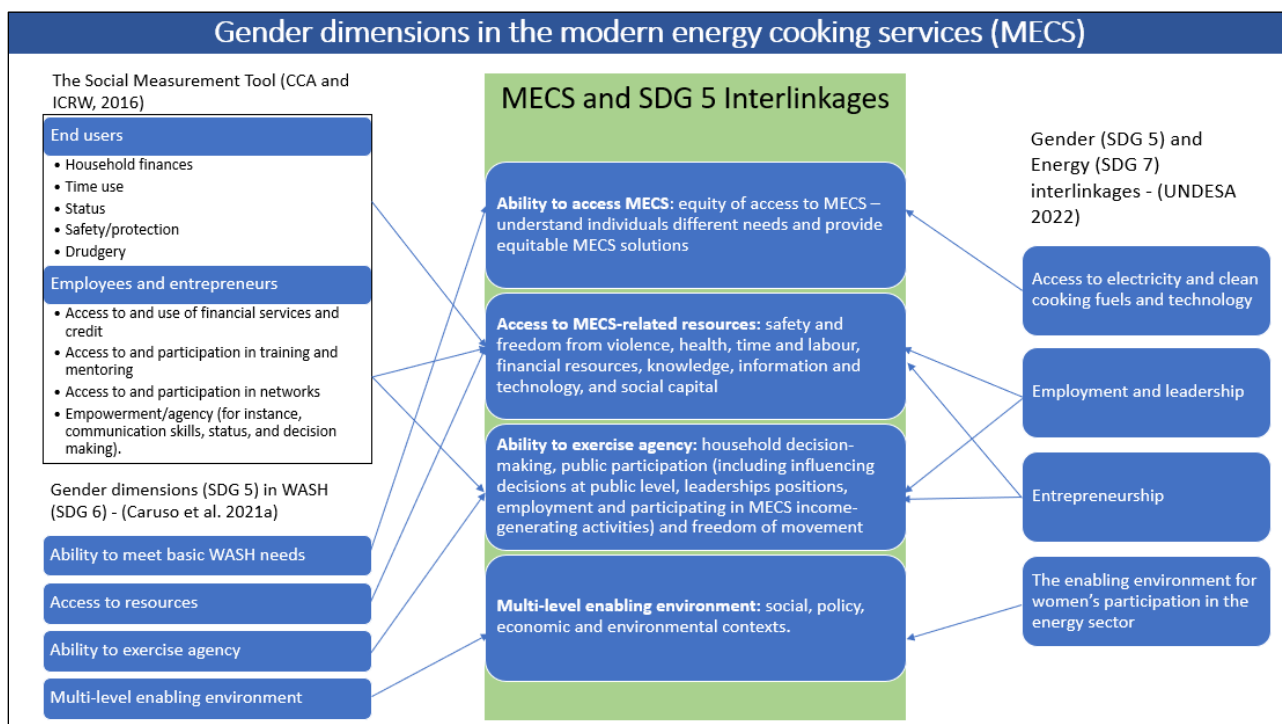 Gender dimensions in the modern energy cooking services (MECS)
The Social Measurement Tool (CCA and
ICRW, 2016)
End users
• Household finances
• Time use
• Status
• Safety/protection
• Drudgery
Employees and entrepreneurs
• Access to and use of financial services and
credit
• Access to and participation in training and
mentoring
• Access to and participation in networks
• Empowerment/agency (for instance,
communication skills, status, and decision
making).
Gender dimensions (SDG 5) in WASH
(SDG 6) - (Caruso et al. 2021a)
Ability to meet basic WASH needs
Access to resources
Ability to exercise agency
Multi-level enabling environment
MECS and SDG 5 Interlinkages
Ability to access MECS: equity of access to MECS –
understand individuals different needs and provide
equitable MECS solutions
Access to MECS-related resources: safety and
freedom from violence, health, time and labour,
financial resources, knowledge, information and
technology, and social capital
Ability to exercise agency: household decision-
making, public participation (including influencing
decisions at public level, leaderships positions,
employment and participating in MECS income-
generating activities) and freedom of movement
Multi-level enabling environment: social, policy,
economic and environmental contexts.
Gender (SDG 5) and
Energy (SDG 7)
interlinkages - (UNDESA
2022)
Access to electricity and clean
cooking fuels and technology
Employment and leadership
Entrepreneurship
The enabling environment for
women’s participation in the
energy sector